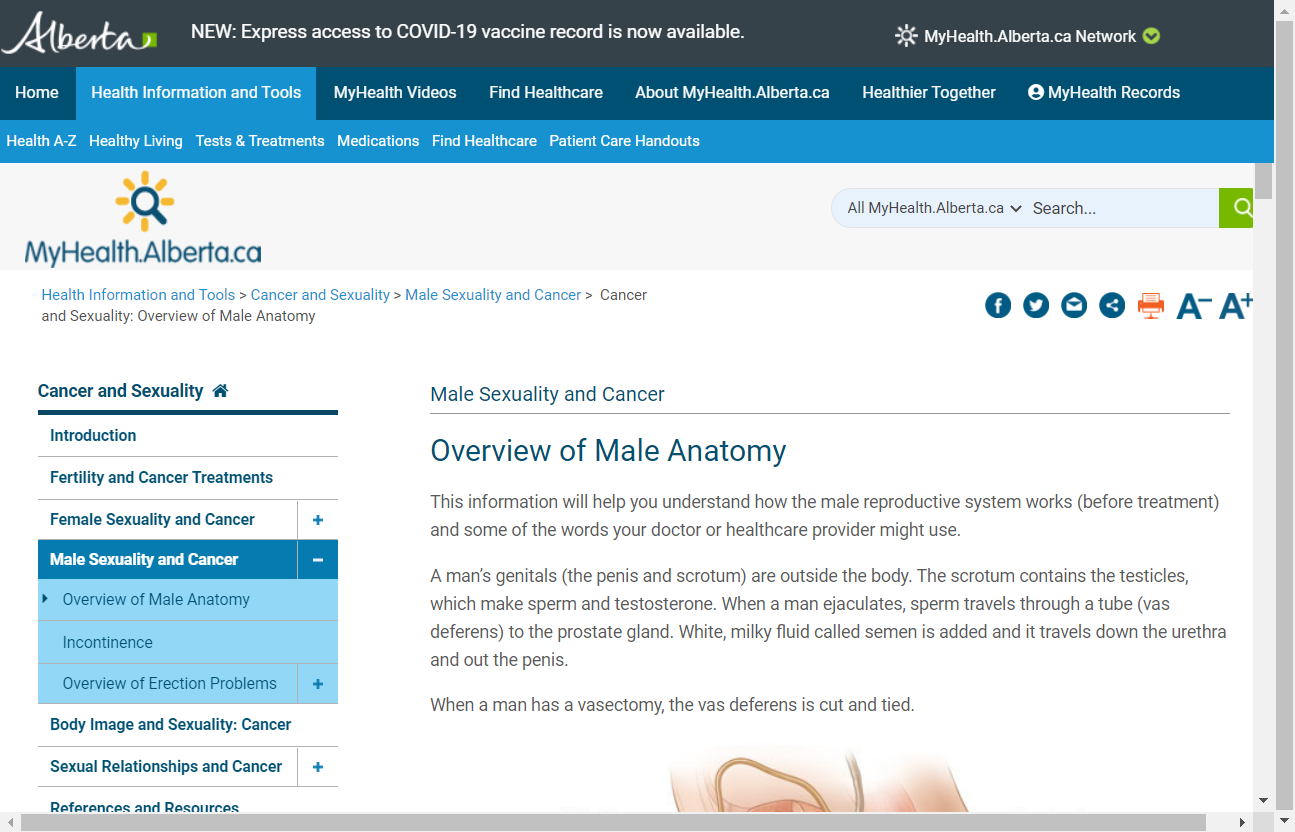 Alberta
NEW: Express access to COVID-19 vaccine record is now available.
MyHealth.Alberta.ca Network
Home
Health Information and Tools
MyHealth Videos
Find Healthcare
About MyHealth.Alberta.ca
Healthier Together
MyHealth Records
Health A-Z
Healthy Living
Tests & Treatments
Medications
Find Healthcare
Patient Care Handouts
MyHealth.Alberta.ca
All MyHealth.Alberta.ca
Search...
Health Information and Tools > Cancer and Sexuality > Male Sexuality and Cancer > Cancer
and Sexuality: Overview of Male Anatomy
A− A+
Cancer and Sexuality
Introduction
Fertility and Cancer Treatments
Female Sexuality and Cancer +
Male Sexuality and Cancer −
Overview of Male Anatomy
Incontinence
Overview of Erection Problems +
Body Image and Sexuality: Cancer
Sexual Relationships and Cancer +
References and Resources
Male Sexuality and Cancer
Overview of Male Anatomy
This information will help you understand how the male reproductive system works (before treatment)
and some of the words your doctor or healthcare provider might use.
A man’s genitals (the penis and scrotum) are outside the body. The scrotum contains the testicles,
which make sperm and testosterone. When a man ejaculates, sperm travels through a tube (vas
deferens) to the prostate gland. White, milky fluid called semen is added and it travels down the urethra
and out the penis.
When a man has a vasectomy, the vas deferens is cut and tied.